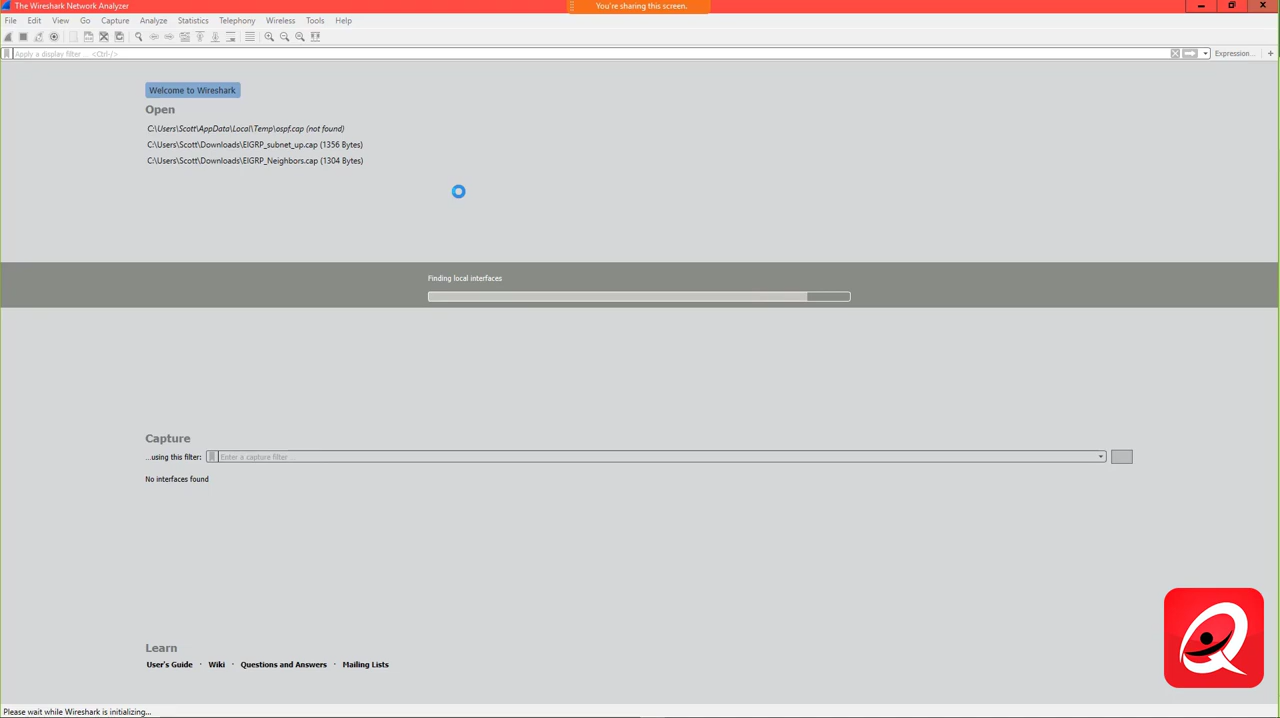 The Wireshark Network Analyzer
You're sharing this screen.
File Edit View Go Capture Analyze Statistics Telephony Wireless Tools Help
Apply a display filter ... <Ctrl-/>
Expression...
+
Welcome to Wireshark
Open
C:\Users\Scott\AppData\Local\Temp\ospf.cap (not found)
C:\Users\Scott\Downloads\EIGRP_subnet_up.cap (1356 Bytes)
C:\Users\Scott\Downloads\EIGRP_Neighbors.cap (1304 Bytes)
Finding local interfaces
Capture
...using this filter: Enter a capture filter ...
No interfaces found
Learn
User's Guide · Wiki · Questions and Answers · Mailing Lists
Please wait while Wireshark is initializing...